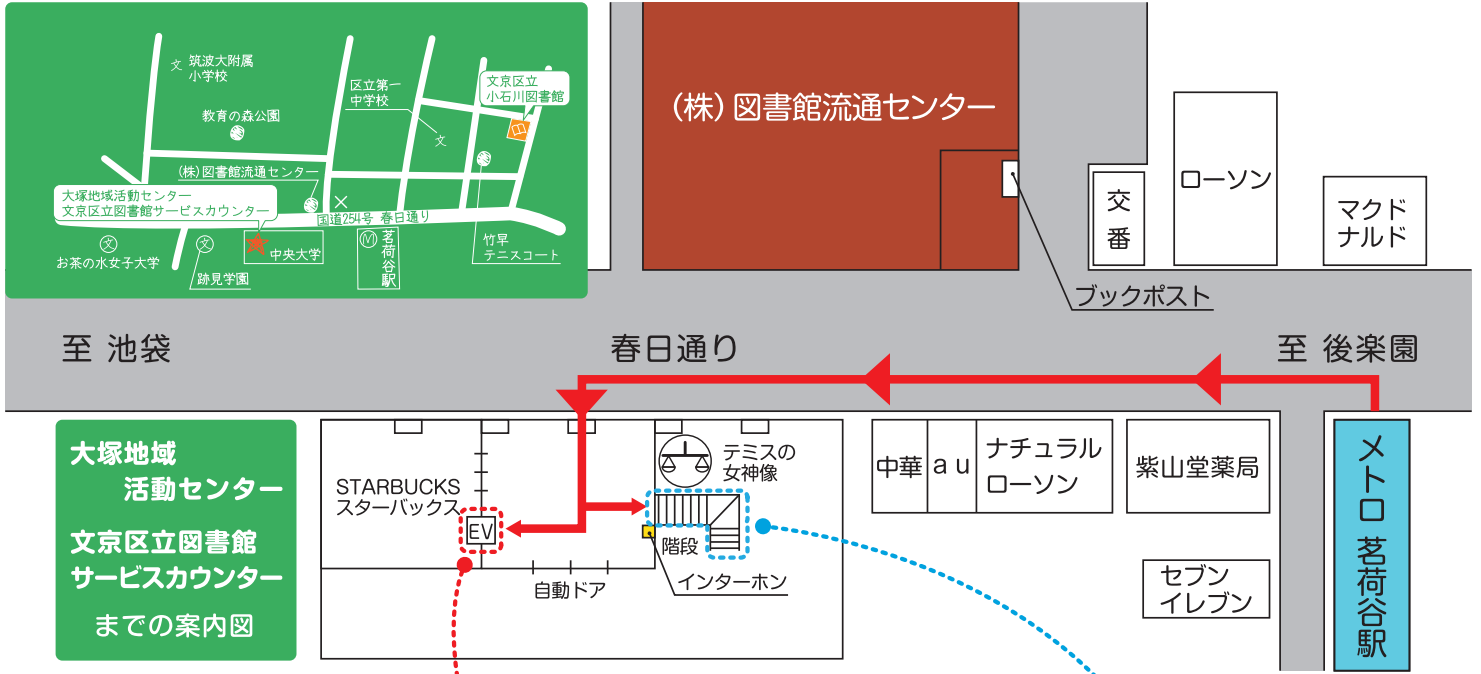 文
筑波大附属
小学校
教育の森公園
区立第一
中学校
文
文京区立
小石川図書館
(株)図書館流通センター
大塚地域活動センター
文京区立図書館サービスカウンター
国道254号 春日通り
文
お茶の水女子大学
文
跡見学園
中央大学
M
茗荷谷駅
竹早
テニスコート
(株)図書館流通センター
ブックポスト
交番
ローソン
マクド
ナルド
至 池袋
春日通り
至 後楽園
大塚地域
活動センター
文京区立図書館
サービスカウンター
までの案内図
STARBUCKS
スターバックス
EV
自動ドア
テミスの
女神像
階段
インターホン
中華
au
ナチュラル
ローソン
紫山堂薬局
セブン
イレブン
メトロ 茗荷谷駅